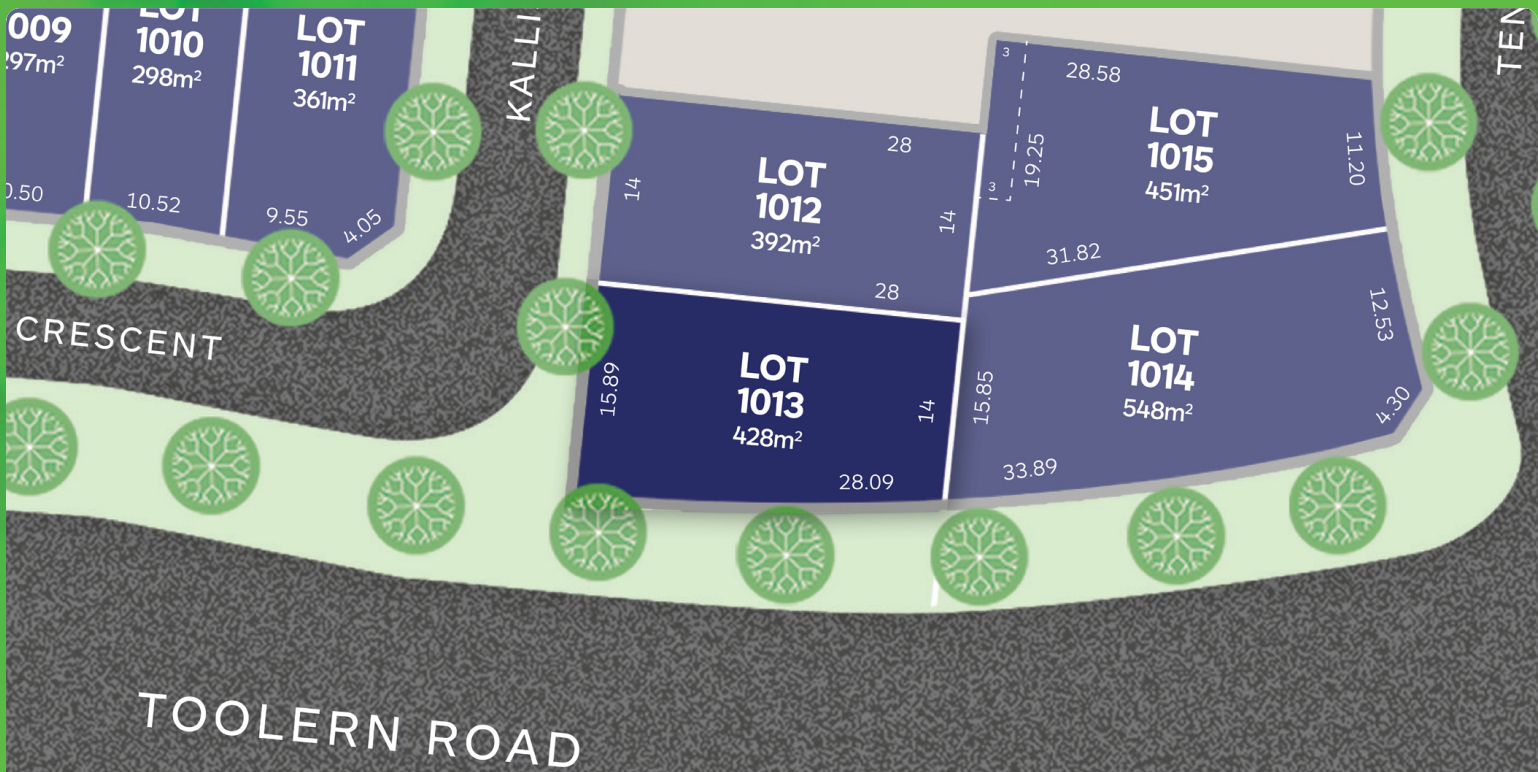 009
297m²
0.50
LOT
1010
298m²
10.52
LOT
1011
361m²
9.55
4.05
KALLI
CRESCENT
LOT
1012
392m²
28
14
14
28
LOT
1013
428m²
15.89
14
28.09
3
3
28.58
19.25
LOT
1015
451m²
11.20
31.82
LOT
1014
548m²
12.53
15.85
4.30
33.89
TEN
TOOLERN ROAD